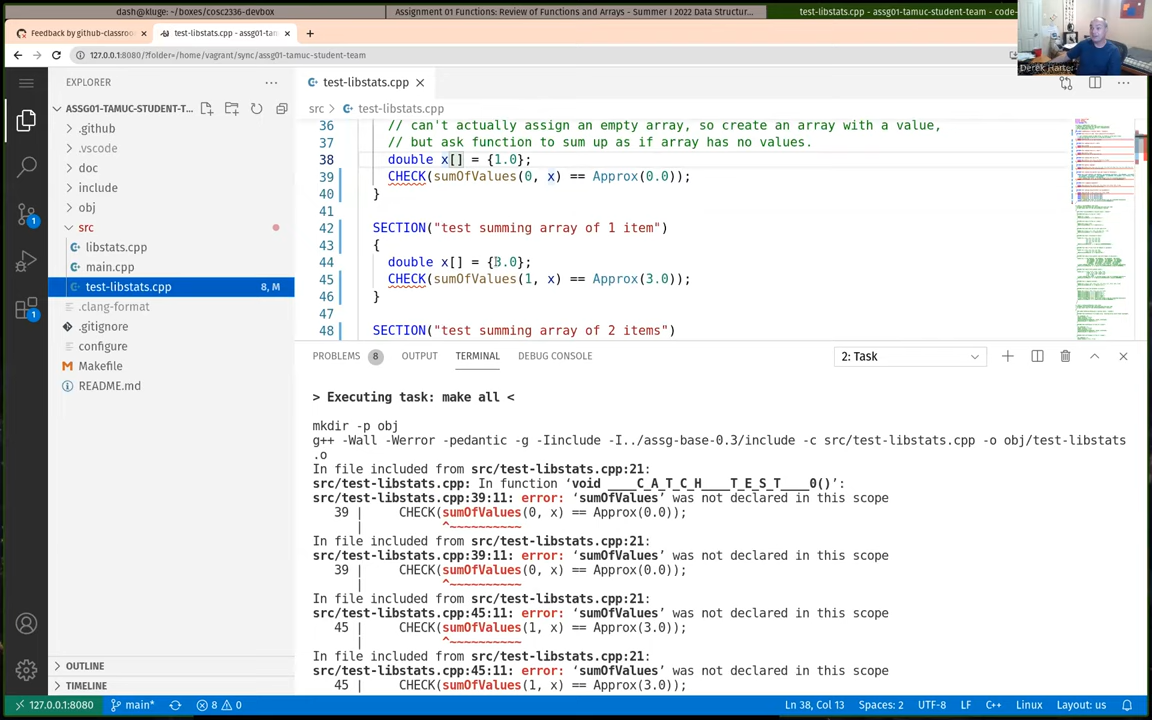 dash@kluge: ~/boxes/cosc2336-devbox
Assignment 01 Functions: Review of Functions and Arrays - Summer I 2022 Data Structur...
test-libstats.cpp - assg01-tamuc-student-team - code-
Feedback by github-classroo
test-libstats.cpp - assg01-tam
127.0.0.1:8080/?folder=/home/vagrant/sync/assg01-tamuc-student-team
Derek Harter
EXPLORER
ASSG01-TAMUC-STUDENT-T...
.github
.vscode
doc
include
obj
src
libstats.cpp
main.cpp
test-libstats.cpp 8, M
.clang-format
.gitignore
configure
Makefile
README.md
OUTLINE
TIMELINE
1
1
test-libstats.cpp
src > test-libstats.cpp
36 // can't actually assign an empty array, so create an array with a value,
37 // but ask function to sum up as if array has no values.
38 double x[] = {1.0};
39 CHECK(sumOfValues(0, x) == Approx(0.0));
40 }
41
42 SECTION("test summing array of 1 item")
43 {
44 double x[] = {3.0};
45 CHECK(sumOfValues(1, x) == Approx(3.0));
46 }
47
48 SECTION("test summing array of 2 items")
PROBLEMS 8 OUTPUT TERMINAL DEBUG CONSOLE 2: Task
> Executing task: make all <
mkdir -p obj
g++ -Wall -Werror -pedantic -g -Iinclude -I../assg-base-0.3/include -c src/test-libstats.cpp -o obj/test-libstats
.o
In file included from src/test-libstats.cpp:21:
src/test-libstats.cpp: In function ‘void ____C_A_T_C_H____T_E_S_T____0()’:
src/test-libstats.cpp:39:11: error: ‘sumOfValues’ was not declared in this scope
39 | CHECK(sumOfValues(0, x) == Approx(0.0));
| ^~~~~~~~~~~
In file included from src/test-libstats.cpp:21:
src/test-libstats.cpp:39:11: error: ‘sumOfValues’ was not declared in this scope
39 | CHECK(sumOfValues(0, x) == Approx(0.0));
| ^~~~~~~~~~~
In file included from src/test-libstats.cpp:21:
src/test-libstats.cpp:45:11: error: ‘sumOfValues’ was not declared in this scope
45 | CHECK(sumOfValues(1, x) == Approx(3.0));
| ^~~~~~~~~~~
In file included from src/test-libstats.cpp:21:
src/test-libstats.cpp:45:11: error: ‘sumOfValues’ was not declared in this scope
45 | CHECK(sumOfValues(1, x) == Approx(3.0));
127.0.0.1:8080 main* 8 0 Ln 38, Col 13 Spaces: 2 UTF-8 LF C++ Linux Layout: us